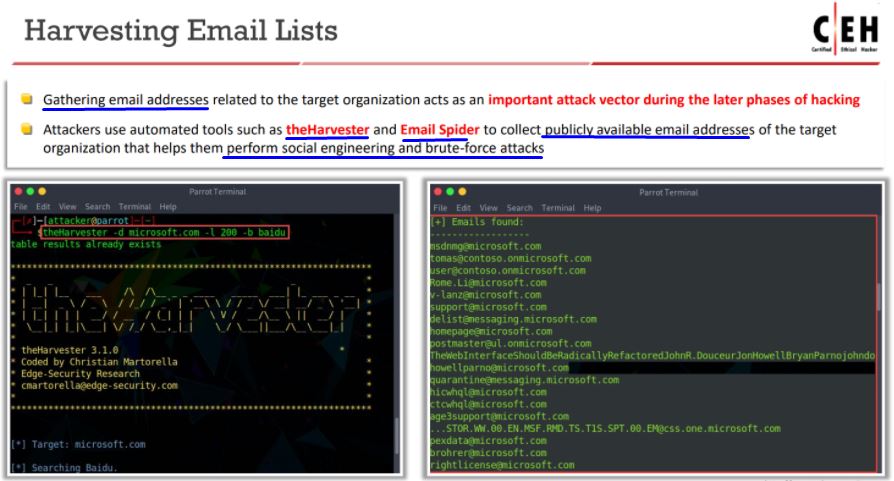 Harvesting Email Lists
C|EH
Certified Ethical Hacker
Gathering email addresses related to the target organization acts as an important attack vector during the later phases of hacking
Attackers use automated tools such as theHarvester and Email Spider to collect publicly available email addresses of the target
organization that helps them perform social engineering and brute-force attacks
Parrot Terminal
File Edit View Search Terminal Help
[x]-[attacker@parrot]-[~]
$theHarvester -d microsoft.com -l 200 -b baidu
table results already exists
*******************************************************************
theHarvester
* theHarvester 3.1.0 *
* Coded by Christian Martorella *
* Edge-Security Research *
* cmartorella@edge-security.com *
*******************************************************************
[*] Target: microsoft.com
[*] Searching Baidu.
Parrot Terminal
File Edit View Search Terminal Help
[+] Emails found:
------------------
msdnmg@microsoft.com
tomas@contoso.onmicrosoft.com
user@contoso.onmicrosoft.com
Rome.Li@microsoft.com
v-lanz@microsoft.com
support@microsoft.com
delist@messaging.microsoft.com
homepage@microsoft.com
postmaster@ul.onmicrosoft.com
TheWebInterfaceShouldBeRadicallyRefactoredJohnR.DouceurJonHowellBryanParnojohndo
howellparno@microsoft.com
quarantine@messaging.microsoft.com
hicwhql@microsoft.com
ctcwhql@microsoft.com
age3support@microsoft.com
...STOR.WW.00.EN.MSF.RMD.TS.T1S.SPT.00.EM@css.one.microsoft.com
pexdata@microsoft.com
brohrer@microsoft.com
rightlicense@microsoft.com